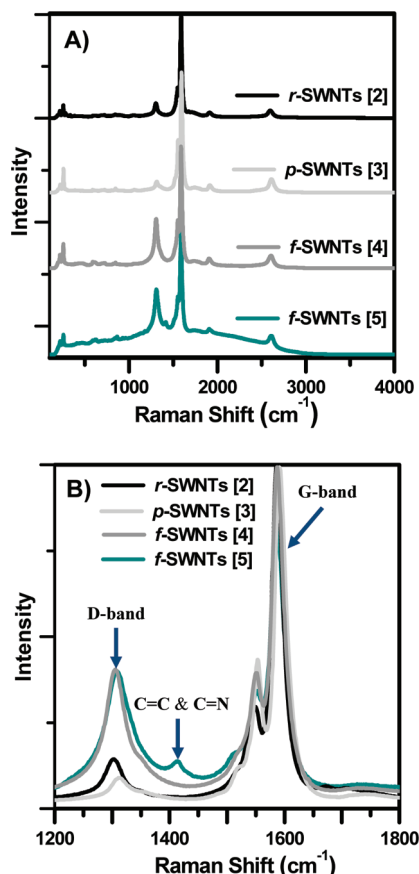 A)
r-SWNTs [2]
p-SWNTs [3]
f-SWNTs [4]
f-SWNTs [5]
Intensity
1000 2000 3000 4000
Raman Shift (cm-1)
B)
r-SWNTs [2]
p-SWNTs [3]
f-SWNTs [4]
f-SWNTs [5]
G-band
D-band
C=C & C=N
Intensity
1200 1400 1600 1800
Raman Shift (cm-1)